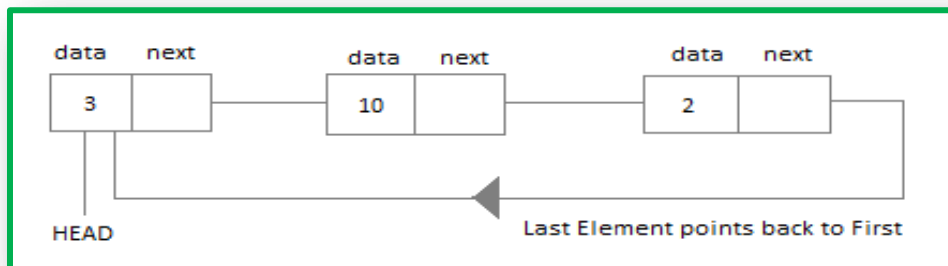 data next data next data next
3 10 2
HEAD
Last Element points back to First